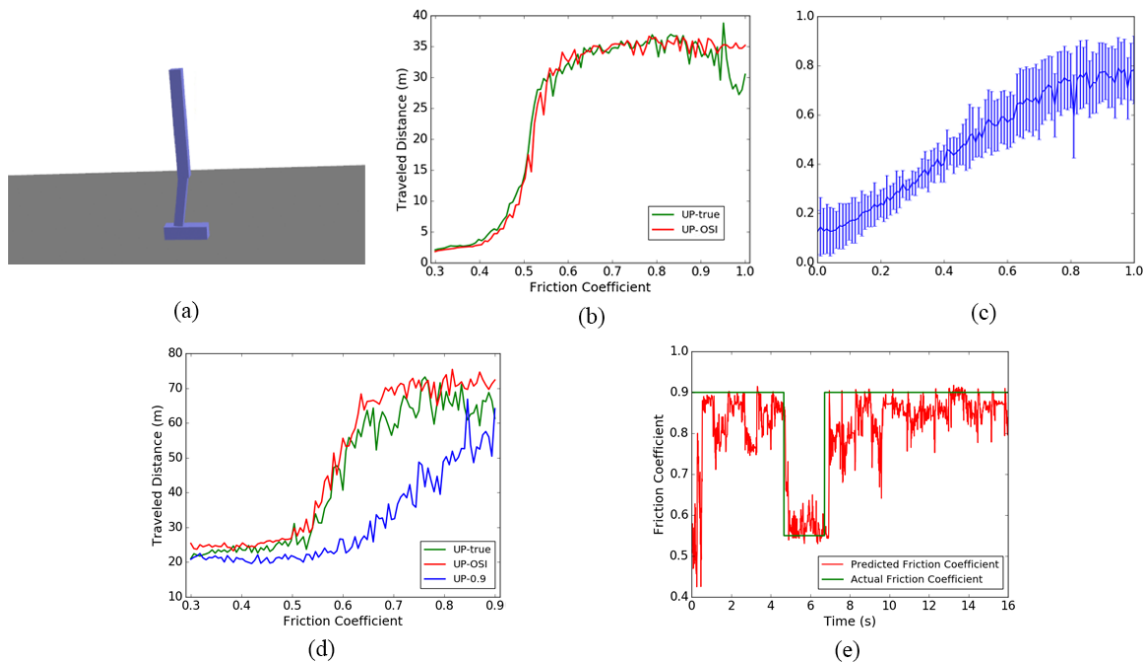 40
35
30
25
20
15
10
5
0
Traveled Distance (m)
UP-true
UP-OSI
0.3 0.4 0.5 0.6 0.7 0.8 0.9 1.0
Friction Coefficient
1.0
0.8
0.6
0.4
0.2
0.0
0.0 0.2 0.4 0.6 0.8 1.0
(a)
(b)
(c)
80
70
60
50
40
30
20
10
Traveled Distance (m)
UP-true
UP-OSI
UP-0.9
0.3 0.4 0.5 0.6 0.7 0.8 0.9
Friction Coefficient
(d)
1.0
0.9
0.8
0.7
0.6
0.5
0.4
Friction Coefficient
Predicted Friction Coefficient
Actual Friction Coefficient
0 2 4 6 8 10 12 14 16
Time (s)
(e)